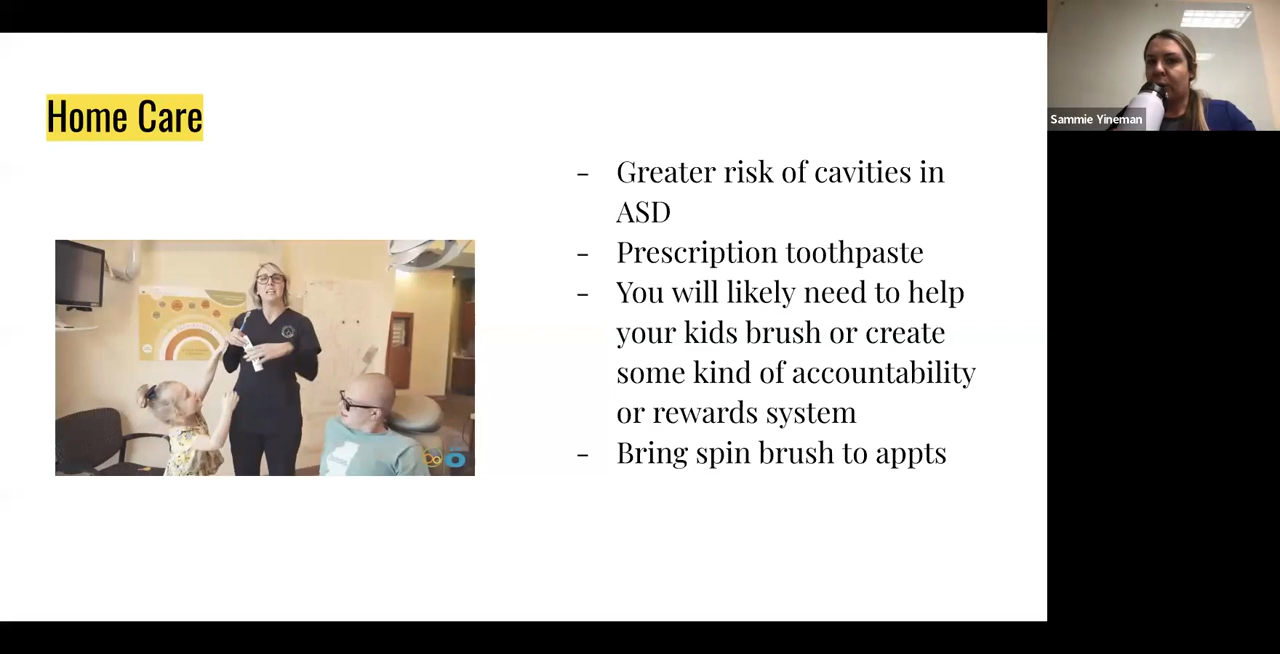 Home Care
- Greater risk of cavities in
ASD
- Prescription toothpaste
- You will likely need to help
your kids brush or create
some kind of accountability
or rewards system
- Bring spin brush to appts
Sammie Yineman